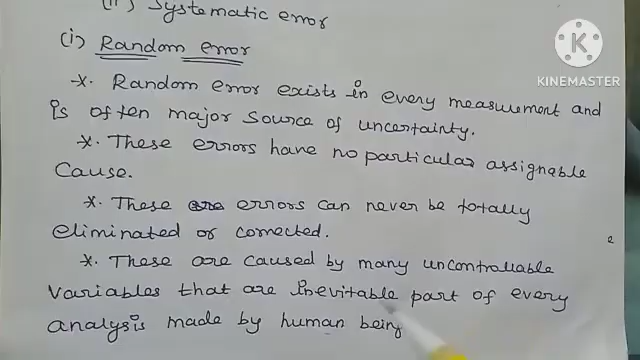 (ii) Systematic error
(i) Random error
K
KINEMASTER
*. Random error exists in every measurement and
is often major source of uncertainty.
*. These errors have no particular assignable
Cause.
*. These are errors can never be totally
eliminated or corrected.
*. These are caused by many uncontrollable
variables that are inevitable part of every
analysis made by human being